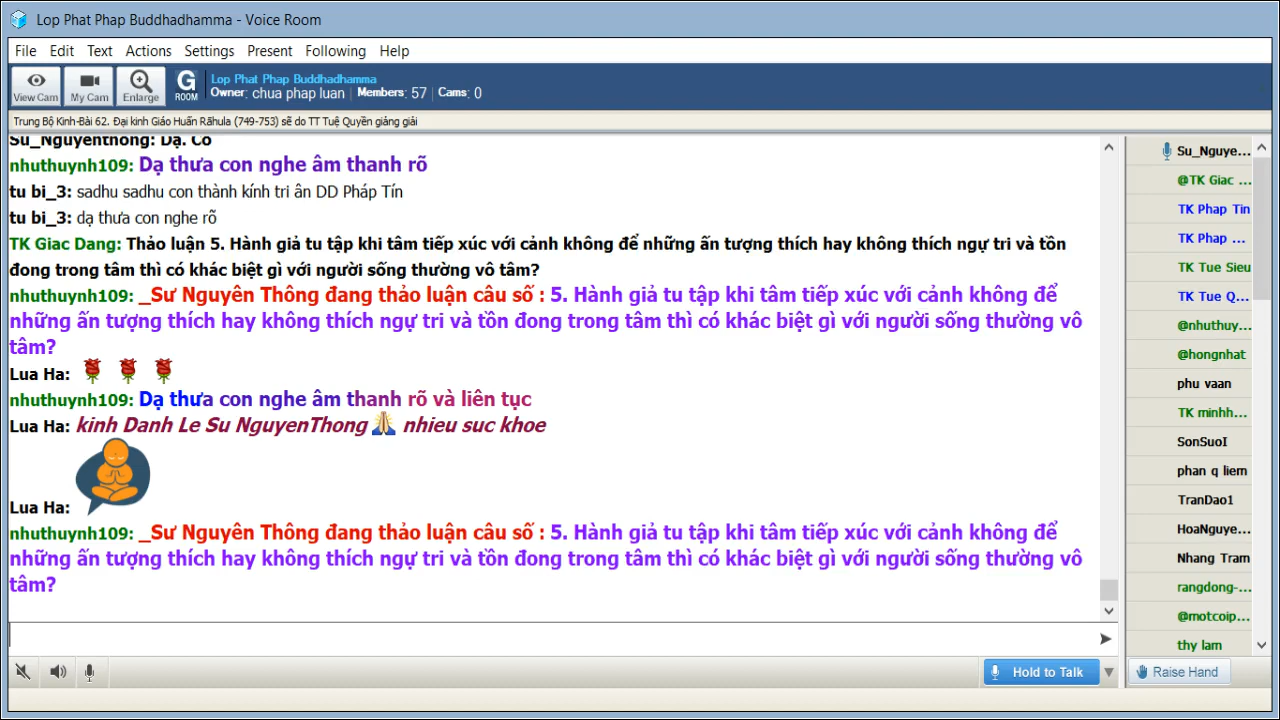 Lop Phat Phap Buddhadhamma - Voice Room
File Edit Text Actions Settings Present Following Help
View Cam My Cam Enlarge G ROOM
Lop Phat Phap Buddhadhamma
Owner: chua phap luan | Members: 57 | Cams: 0
Trung Bộ Kinh-Bài 62. Đại kinh Giáo Huấn Rāhula (749-753) sẽ do TT Tuệ Quyền giảng giải
Su_Nguyenthong: Dạ. Có
nhuthuynh109: Dạ thưa con nghe âm thanh rõ
tu bi_3: sadhu sadhu con thành kính tri ân DD Pháp Tín
tu bi_3: dạ thưa con nghe rõ
TK Giac Dang: Thảo luận 5. Hành giả tu tập khi tâm tiếp xúc với cảnh không để những ấn tượng thích hay không thích ngự tri và tồn
đong trong tâm thì có khác biệt gì với người sống thường vô tâm?
nhuthuynh109: _Sư Nguyên Thông đang thảo luận câu số : 5. Hành giả tu tập khi tâm tiếp xúc với cảnh không để
những ấn tượng thích hay không thích ngự tri và tồn đong trong tâm thì có khác biệt gì với người sống thường vô
tâm?
Lua Ha:
nhuthuynh109: Dạ thưa con nghe âm thanh rõ và liên tục
Lua Ha: kinh Danh Le Su NguyenThong nhieu suc khoe
Lua Ha:
nhuthuynh109: _Sư Nguyên Thông đang thảo luận câu số : 5. Hành giả tu tập khi tâm tiếp xúc với cảnh không để
những ấn tượng thích hay không thích ngự tri và tồn đong trong tâm thì có khác biệt gì với người sống thường vô
tâm?
Su_Nguye...
@TK Giac ...
TK Phap Tin
TK Phap ...
TK Tue Sieu
TK Tue Q...
@nhuthuy...
@hongnhat
phu vaan
TK minhh...
SonSuoI
phan q liem
TranDao1
HoaNguye...
Nhang Tram
rangdong-...
@motcoip...
thy lam
Hold to Talk
Raise Hand